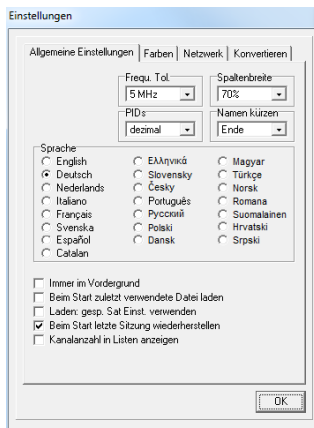 Einstellungen
Allgemeine Einstellungen Farben Netzwerk Konvertieren
Frequ. Tol. Spaltenbreite
5 MHz 70%
PIDs Namen kürzen
dezimal Ende
Sprache
English Ελληνικά Magyar
Deutsch Slovensky Türkçe
Nederlands Česky Norsk
Italiano Português Romana
Français Русский Suomalainen
Svenska Polski Hrvatski
Español Dansk Srpski
Catalan
Immer im Vordergrund
Beim Start zuletzt verwendete Datei laden
Laden: gesp. Sat Einst. verwenden
Beim Start letzte Sitzung wiederherstellen
Kanalanzahl in Listen anzeigen
OK